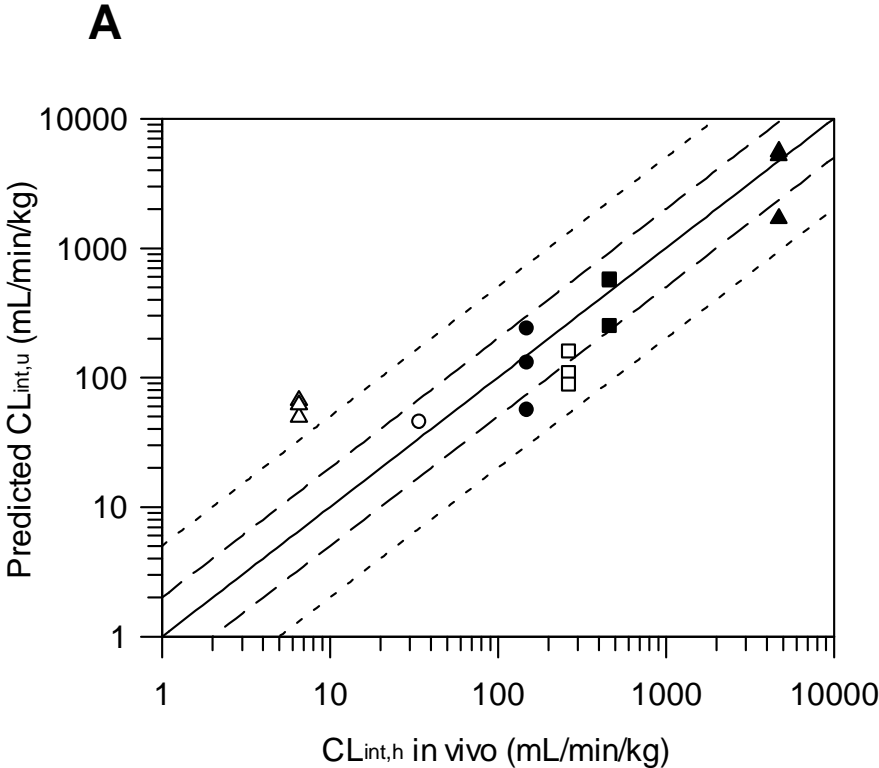 A
10000
1000
100
10
1
Predicted CLint,u (mL/min/kg)
1 10 100 1000 10000
CLint,h in vivo (mL/min/kg)